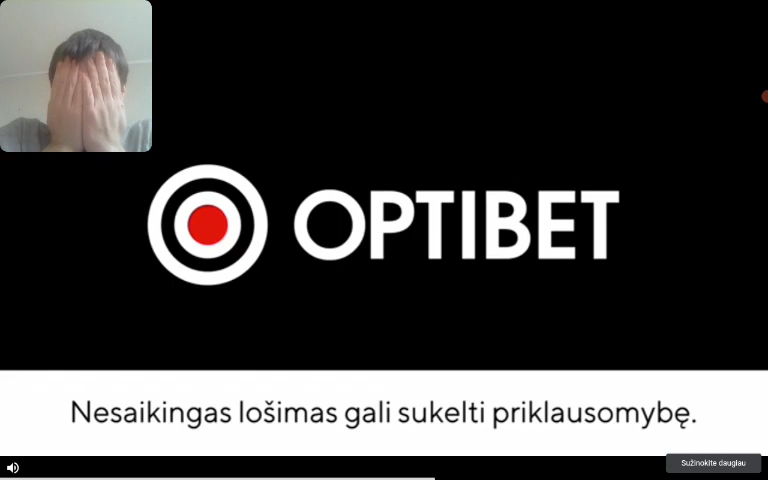 OPTIBET
Nesaikingas lošimas gali sukelti priklausomybę.
Sužinokite daugiau